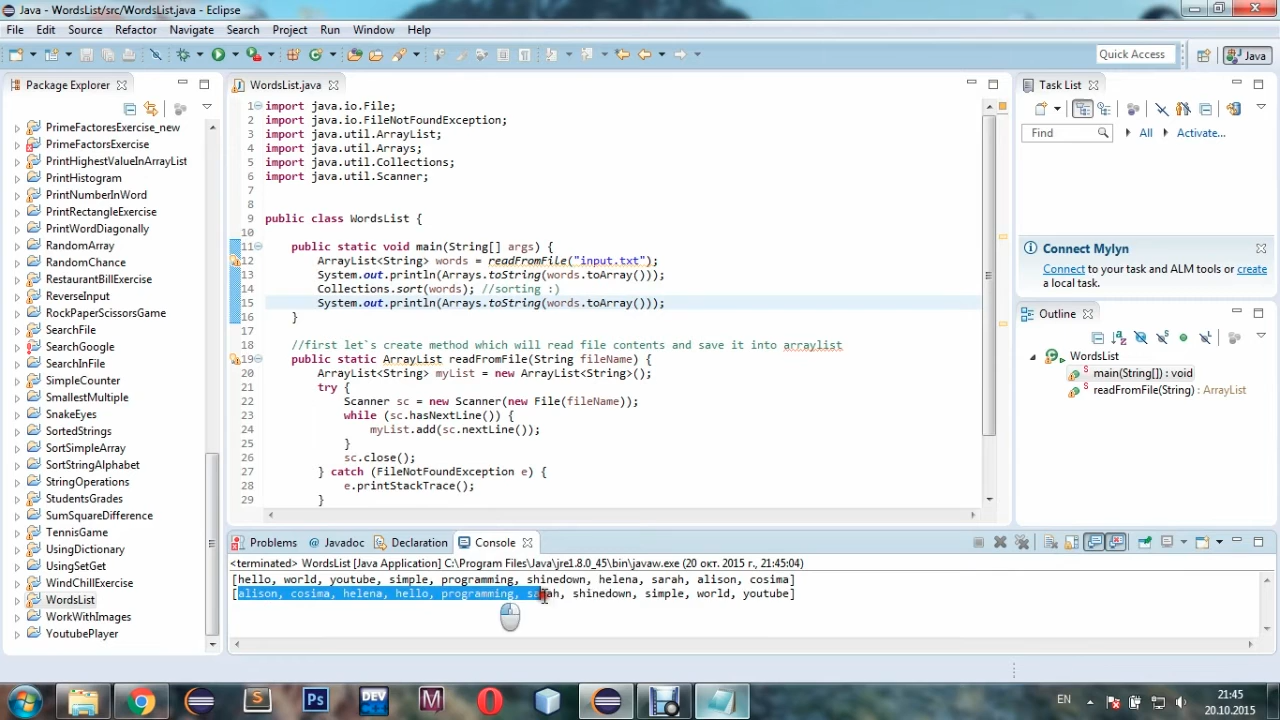 Java - WordsList/src/WordsList.java - Eclipse
File Edit Source Refactor Navigate Search Project Run Window Help
Quick Access
Java
Package Explorer
PrimeFactoresExercise_new
PrimeFactorsExercise
PrintHighestValueInArrayList
PrintHistogram
PrintNumberInWord
PrintRectangleExercise
PrintWordDiagonally
RandomArray
RandomChance
RestaurantBillExercise
ReverseInput
RockPaperScissorsGame
SearchFile
SearchGoogle
SearchInFile
SimpleCounter
SmallestMultiple
SnakeEyes
SortedStrings
SortSimpleArray
SortStringAlphabet
StringOperations
StudentsGrades
SumSquareDifference
TennisGame
UsingDictionary
UsingSetGet
WindChillExercise
WordsList
WorkWithImages
YoutubePlayer
WordsList.java
1 import java.io.File;
2 import java.io.FileNotFoundException;
3 import java.util.ArrayList;
4 import java.util.Arrays;
5 import java.util.Collections;
6 import java.util.Scanner;
7
8
9 public class WordsList {
10
11 public static void main(String[] args) {
12 ArrayList<String> words = readFromFile("input.txt");
13 System.out.println(Arrays.toString(words.toArray()));
14 Collections.sort(words); //sorting :)
15 System.out.println(Arrays.toString(words.toArray()));
16 }
17
18 //first let`s create method which will read file contents and save it into arraylist
19 public static ArrayList readFromFile(String fileName) {
20 ArrayList<String> myList = new ArrayList<String>();
21 try {
22 Scanner sc = new Scanner(new File(fileName));
23 while (sc.hasNextLine()) {
24 myList.add(sc.nextLine());
25 }
26 sc.close();
27 } catch (FileNotFoundException e) {
28 e.printStackTrace();
29 }
Task List
Find All Activate...
Connect Mylyn
Connect to your task and ALM tools or create
a local task.
Outline
WordsList
main(String[]) : void
readFromFile(String) : ArrayList
Problems Javadoc Declaration Console
<terminated> WordsList [Java Application] C:\Program Files\Java\jre1.8.0_45\bin\javaw.exe (20 окт. 2015 г., 21:45:04)
[hello, world, youtube, simple, programming, shinedown, helena, sarah, alison, cosima]
[alison, cosima, helena, hello, programming, sarah, shinedown, simple, world, youtube]
S
Ps
DEV
M
EN
21:45
20.10.2015